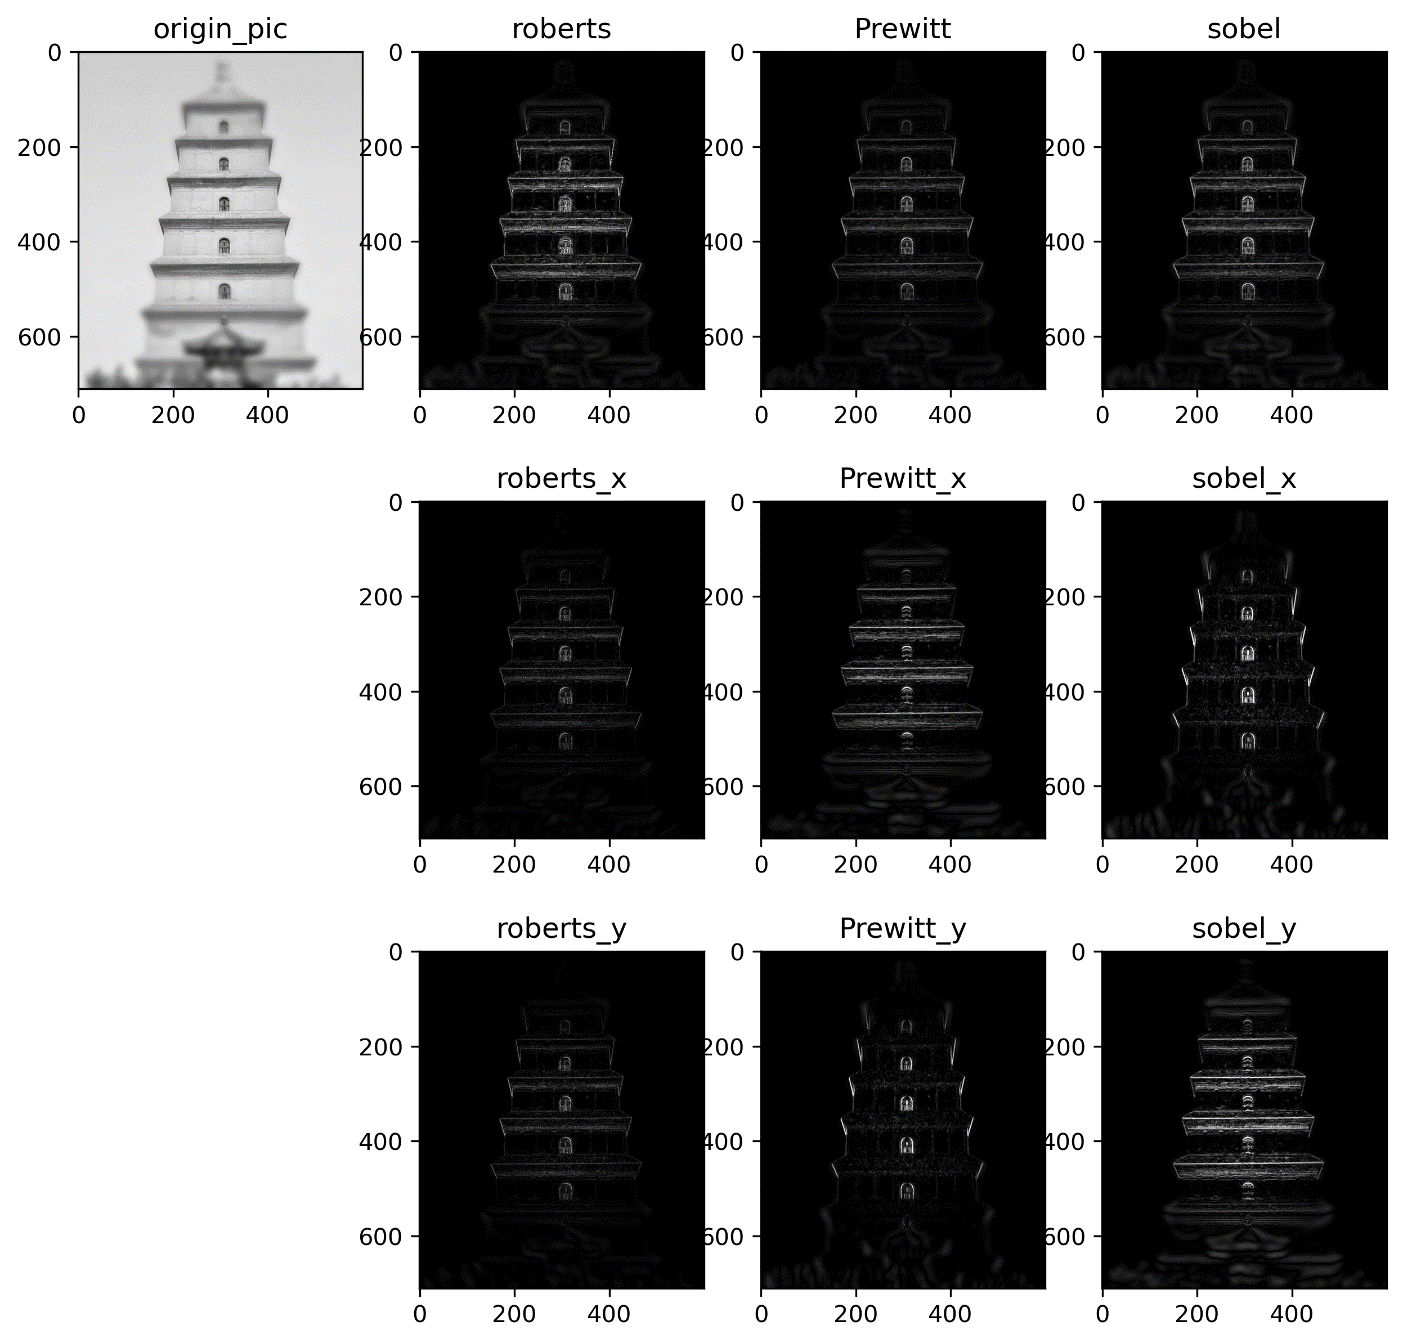 origin_pic roberts Prewitt sobel
0 0 0 0
200 200 200 200
400 400 400 400
600 600 600 600
0 200 400 0 200 400 0 200 400 0 200 400
roberts_x Prewitt_x sobel_x
0 0 0
200 200 200
400 400 400
600 600 600
0 200 400 0 200 400 0 200 400
roberts_y Prewitt_y sobel_y
0 0 0
200 200 200
400 400 400
600 600 600
0 200 400 0 200 400 0 200 400